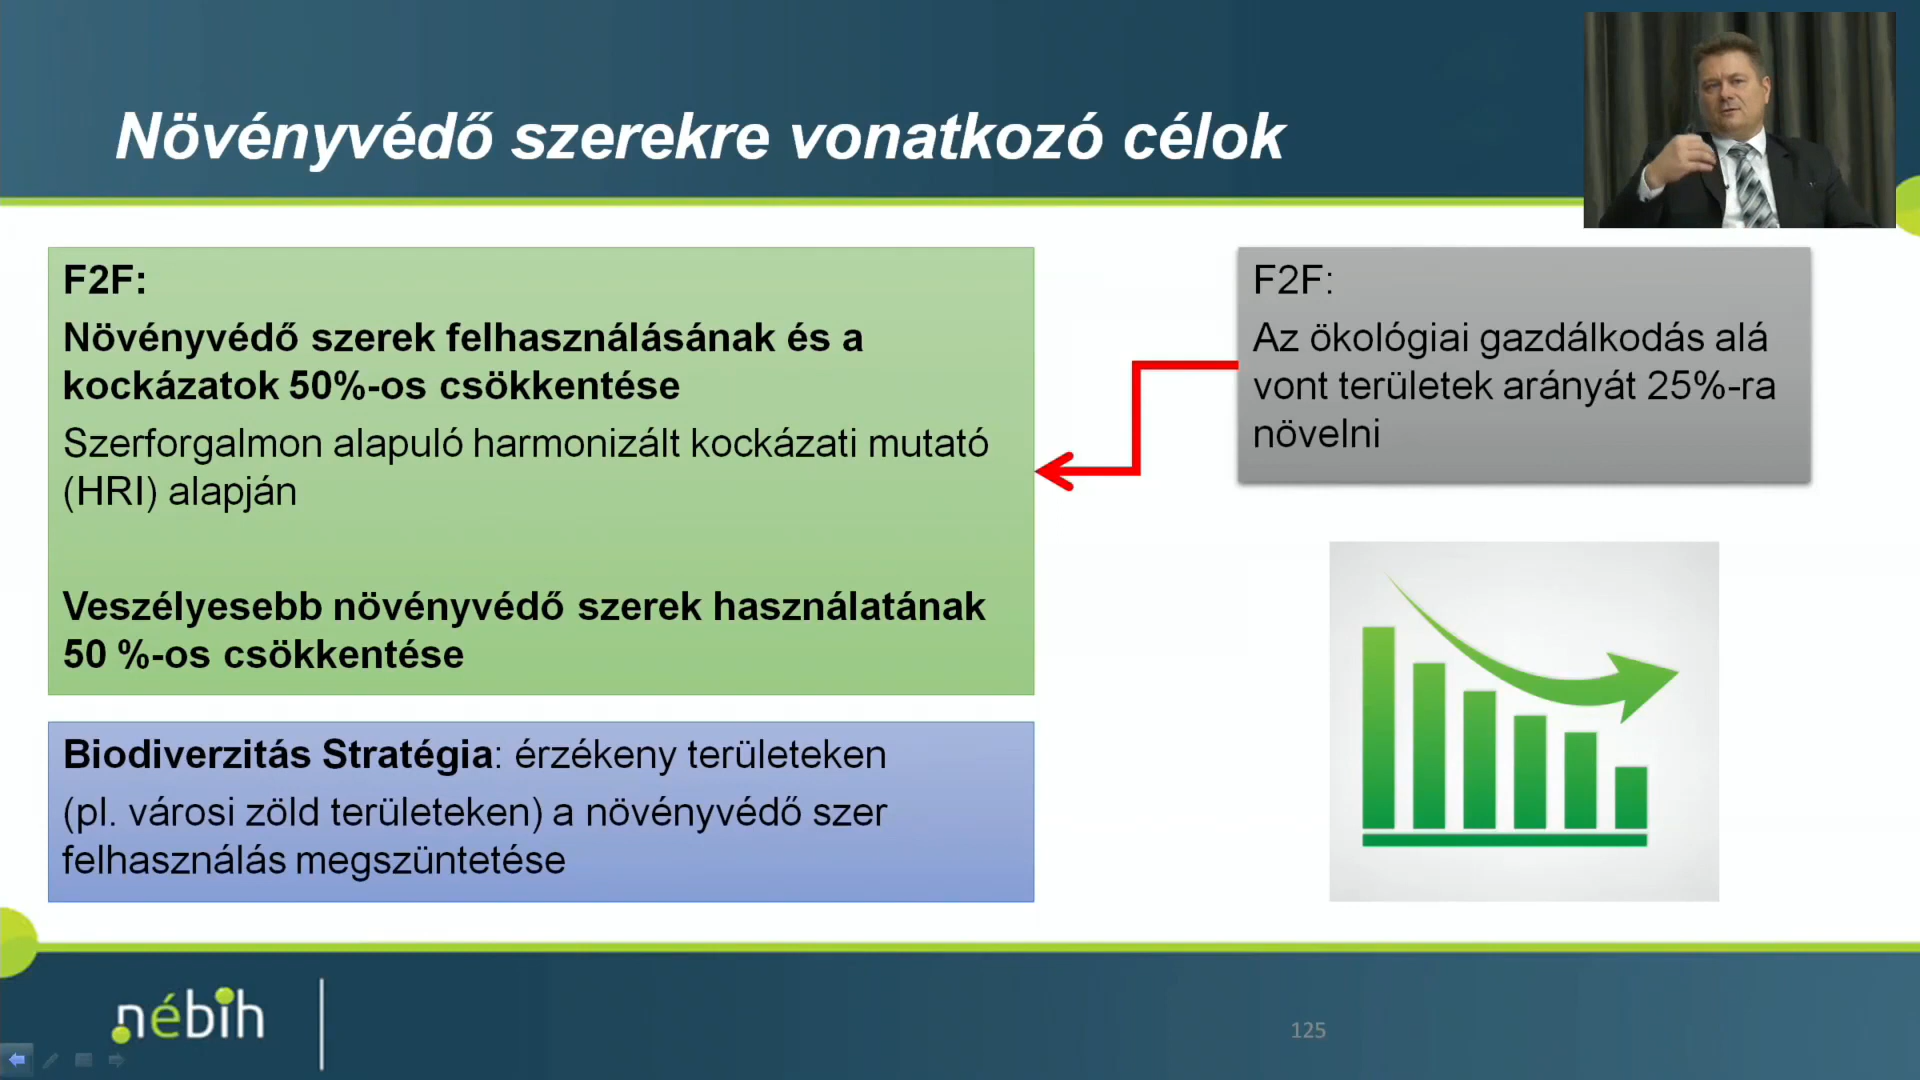 Növényvédő szerekre vonatkozó célok
F2F:
Növényvédő szerek felhasználásának és a
kockázatok 50%-os csökkentése
Szerforgalmon alapuló harmonizált kockázati mutató
(HRI) alapján
Veszélyesebb növényvédő szerek használatának
50 %-os csökkentése
F2F:
Az ökológiai gazdálkodás alá
vont területek arányát 25%-ra
növelni
Biodiverzitás Stratégia: érzékeny területeken
(pl. városi zöld területeken) a növényvédő szer
felhasználás megszüntetése
nébih
125